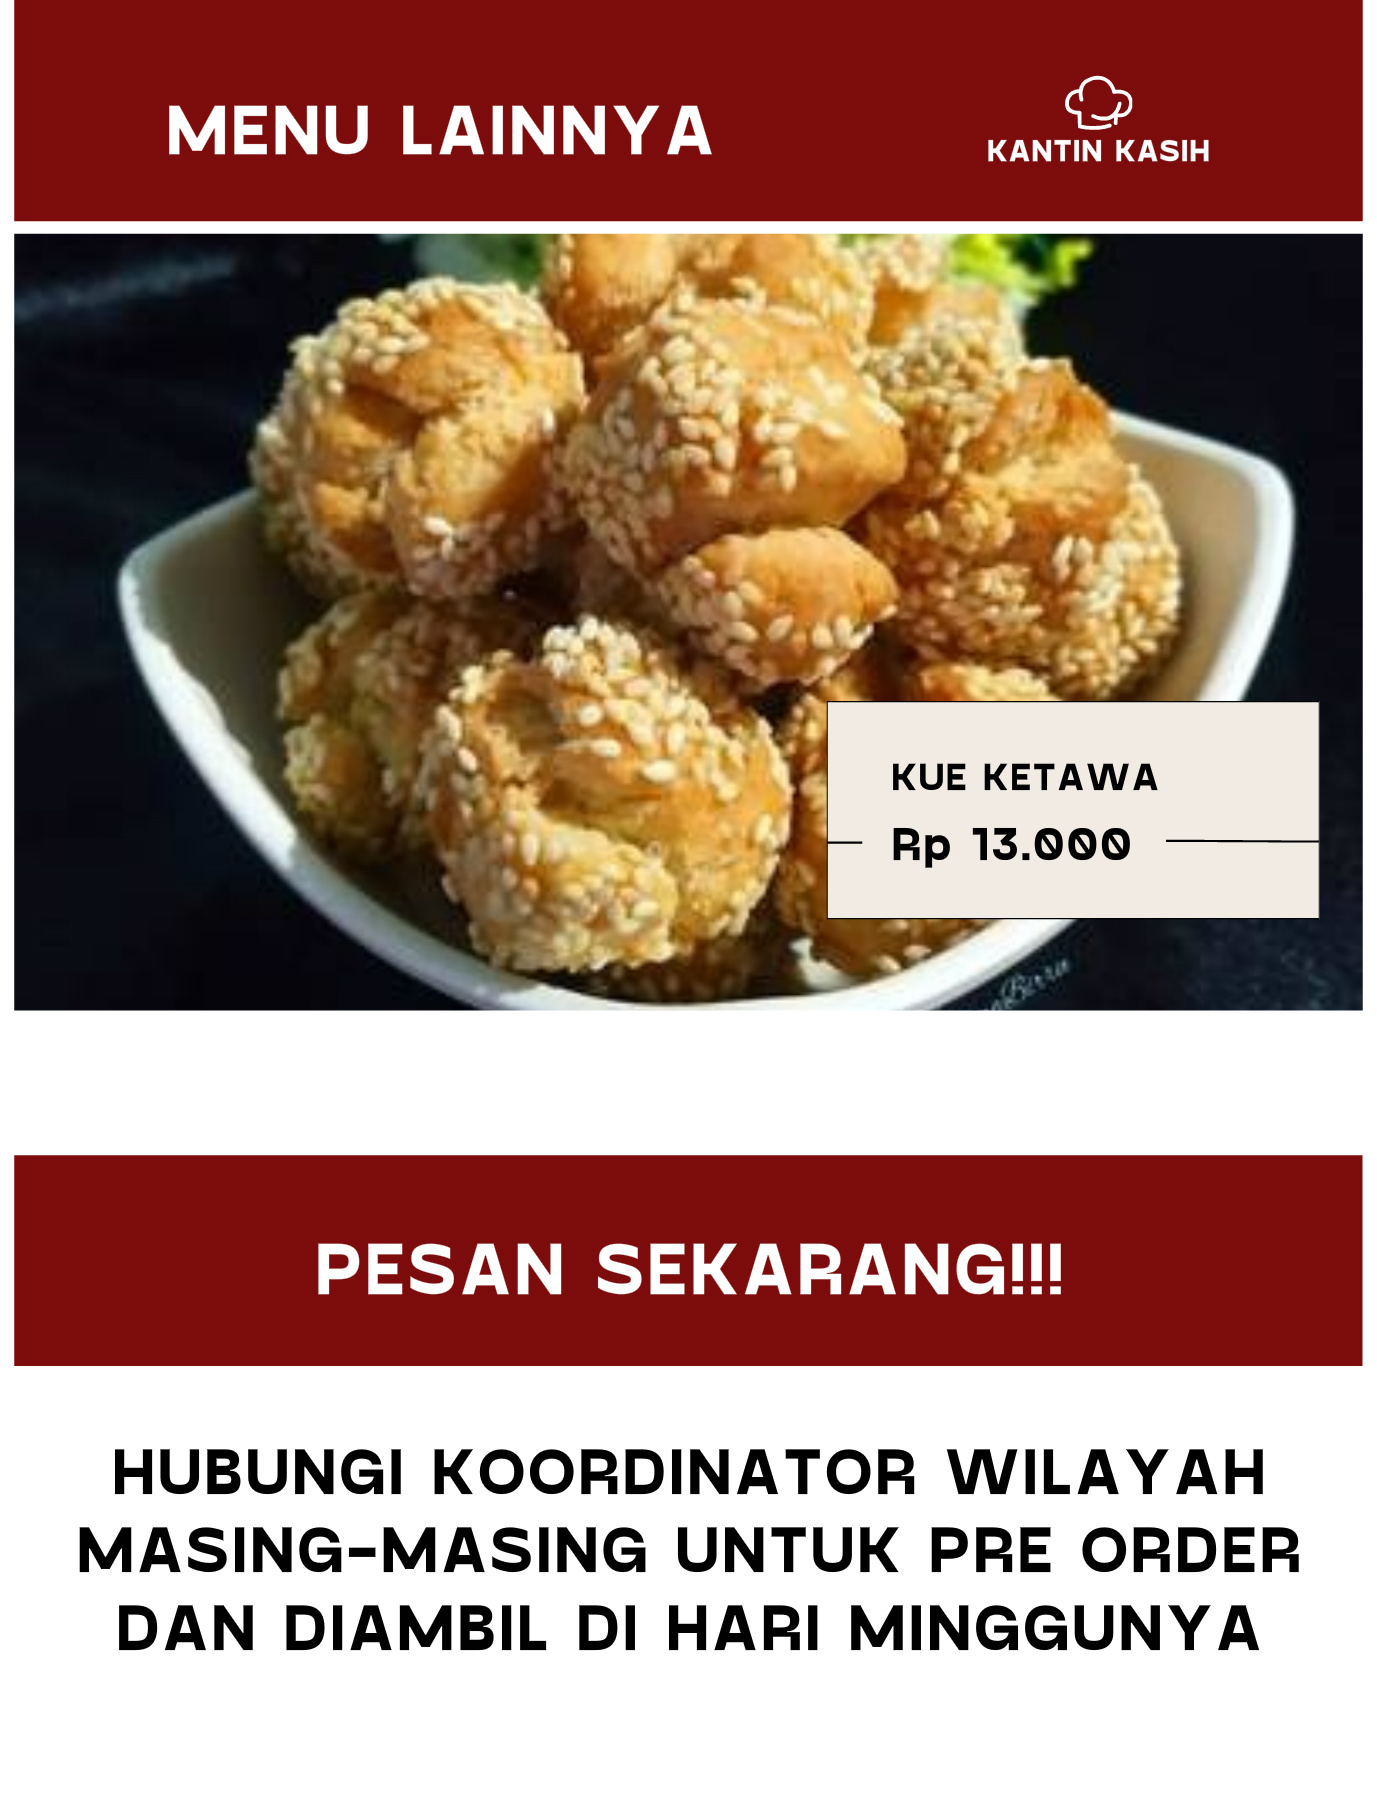 MENU LAINNYA
KANTIN KASIH
KUE KETAWA
Rp 13.000
PESAN SEKARANG!!!
HUBUNGI KOORDINATOR WILAYAH
MASING-MASING UNTUK PRE ORDER
DAN DIAMBIL DI HARI MINGGUNYA